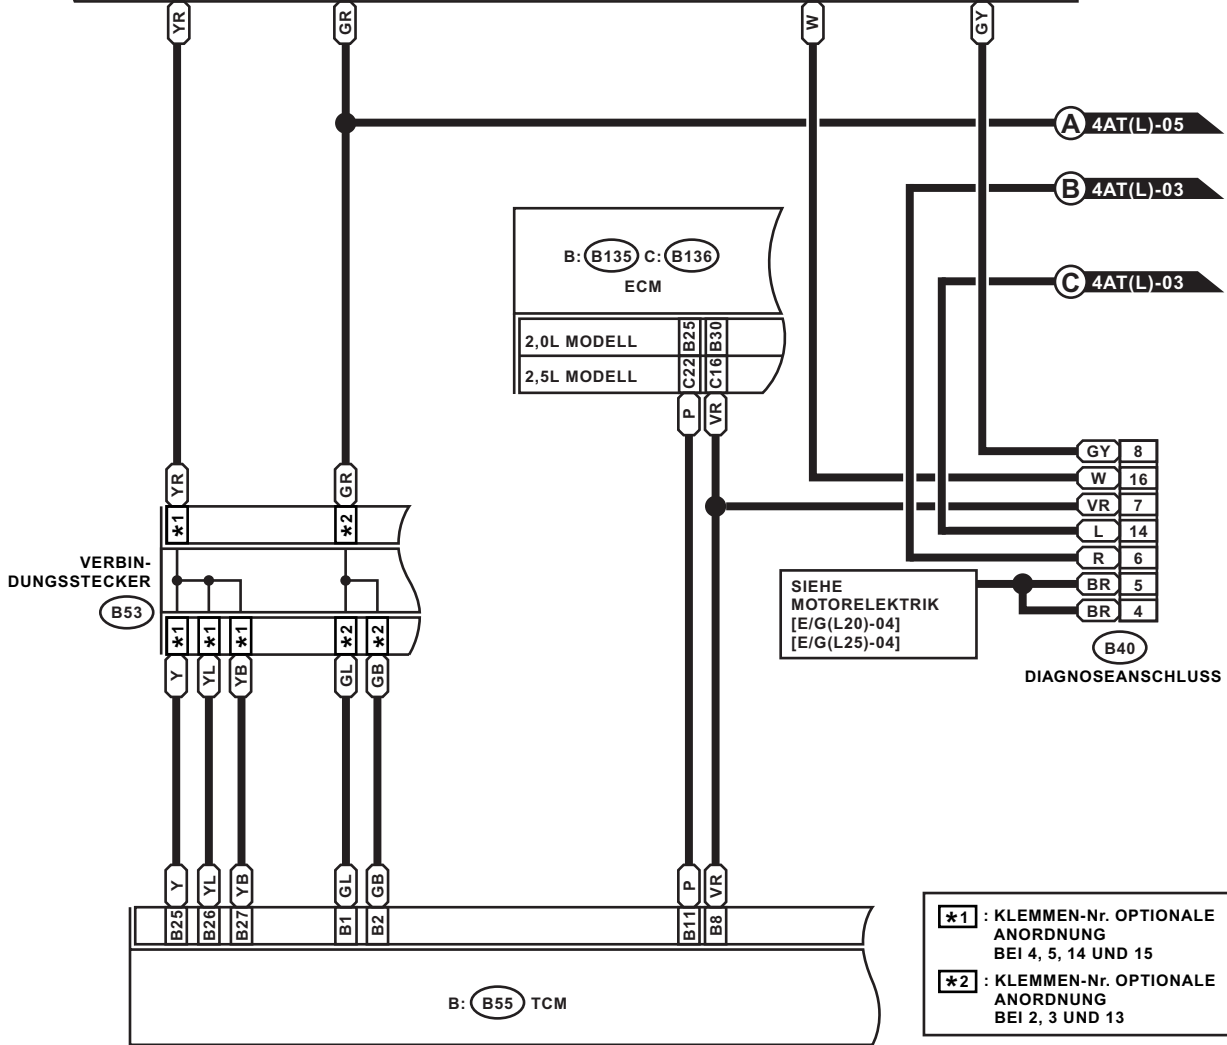 YR
GR
W
GY
A 4AT(L)-05
B 4AT(L)-03
C 4AT(L)-03
B: B135 C: B136
ECM
2,0L MODELL B25 B30
2,5L MODELL C22 C16
P VR
YR
GR
*1
*2
VERBIN-
DUNGSSTECKER
B53
*1 *1 *1 *2 *2
Y YL YB GL GB
GY 8
W 16
VR 7
L 14
R 6
BR 5
BR 4
B40
DIAGNOSEANSCHLUSS
SIEHE
MOTORELEKTRIK
[E/G(L20)-04]
[E/G(L25)-04]
Y YL YB GL GB P VR
B25 B26 B27 B1 B2 B11 B8
B: B55 TCM
*1 : KLEMMEN-Nr. OPTIONALE
ANORDNUNG
BEI 4, 5, 14 UND 15
*2 : KLEMMEN-Nr. OPTIONALE
ANORDNUNG
BEI 2, 3 UND 13